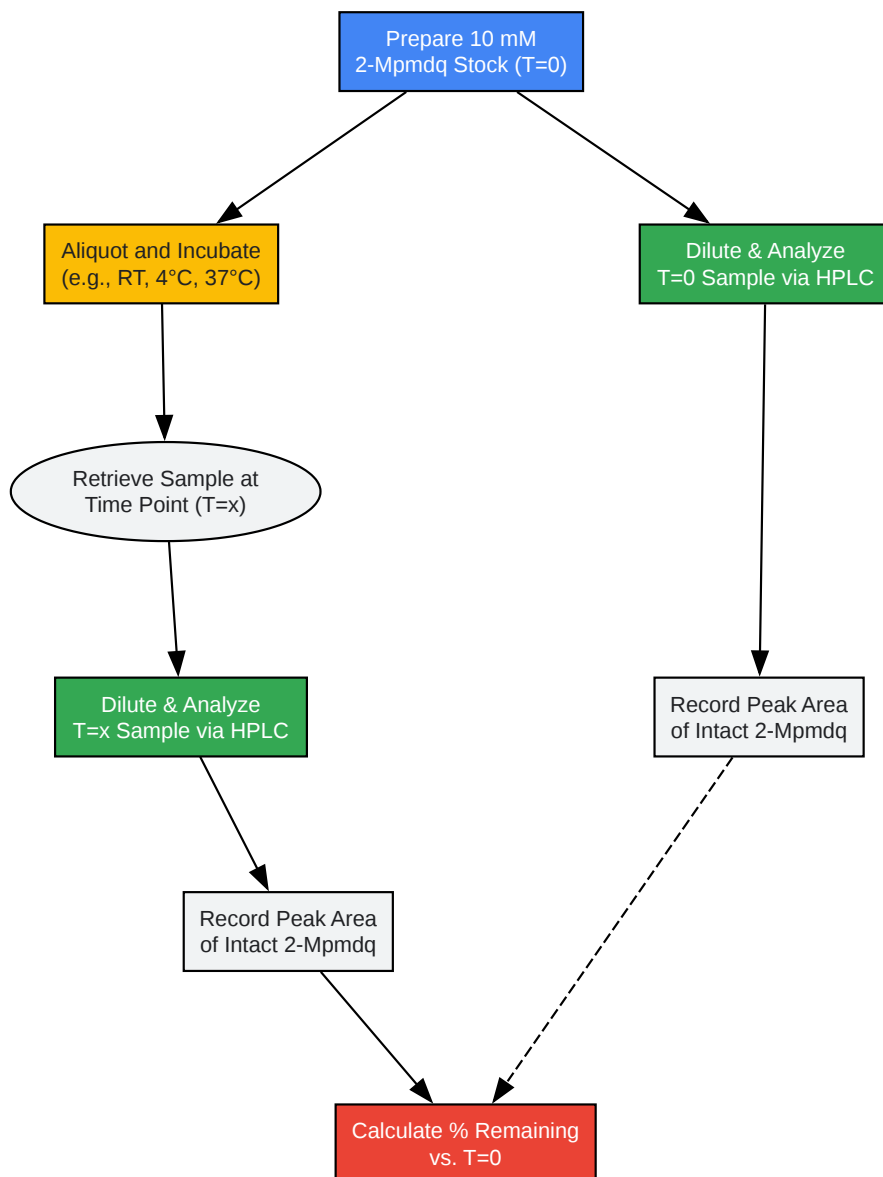 Prepare 10 mM
2-Mpmdq Stock (T=0)
Aliquot and Incubate
(e.g., RT, 4°C, 37°C)
Dilute & Analyze
T=0 Sample via HPLC
Retrieve Sample at
Time Point (T=x)
Dilute & Analyze
T=x Sample via HPLC
Record Peak Area
of Intact 2-Mpmdq
Record Peak Area
of Intact 2-Mpmdq
Calculate % Remaining
vs. T=0